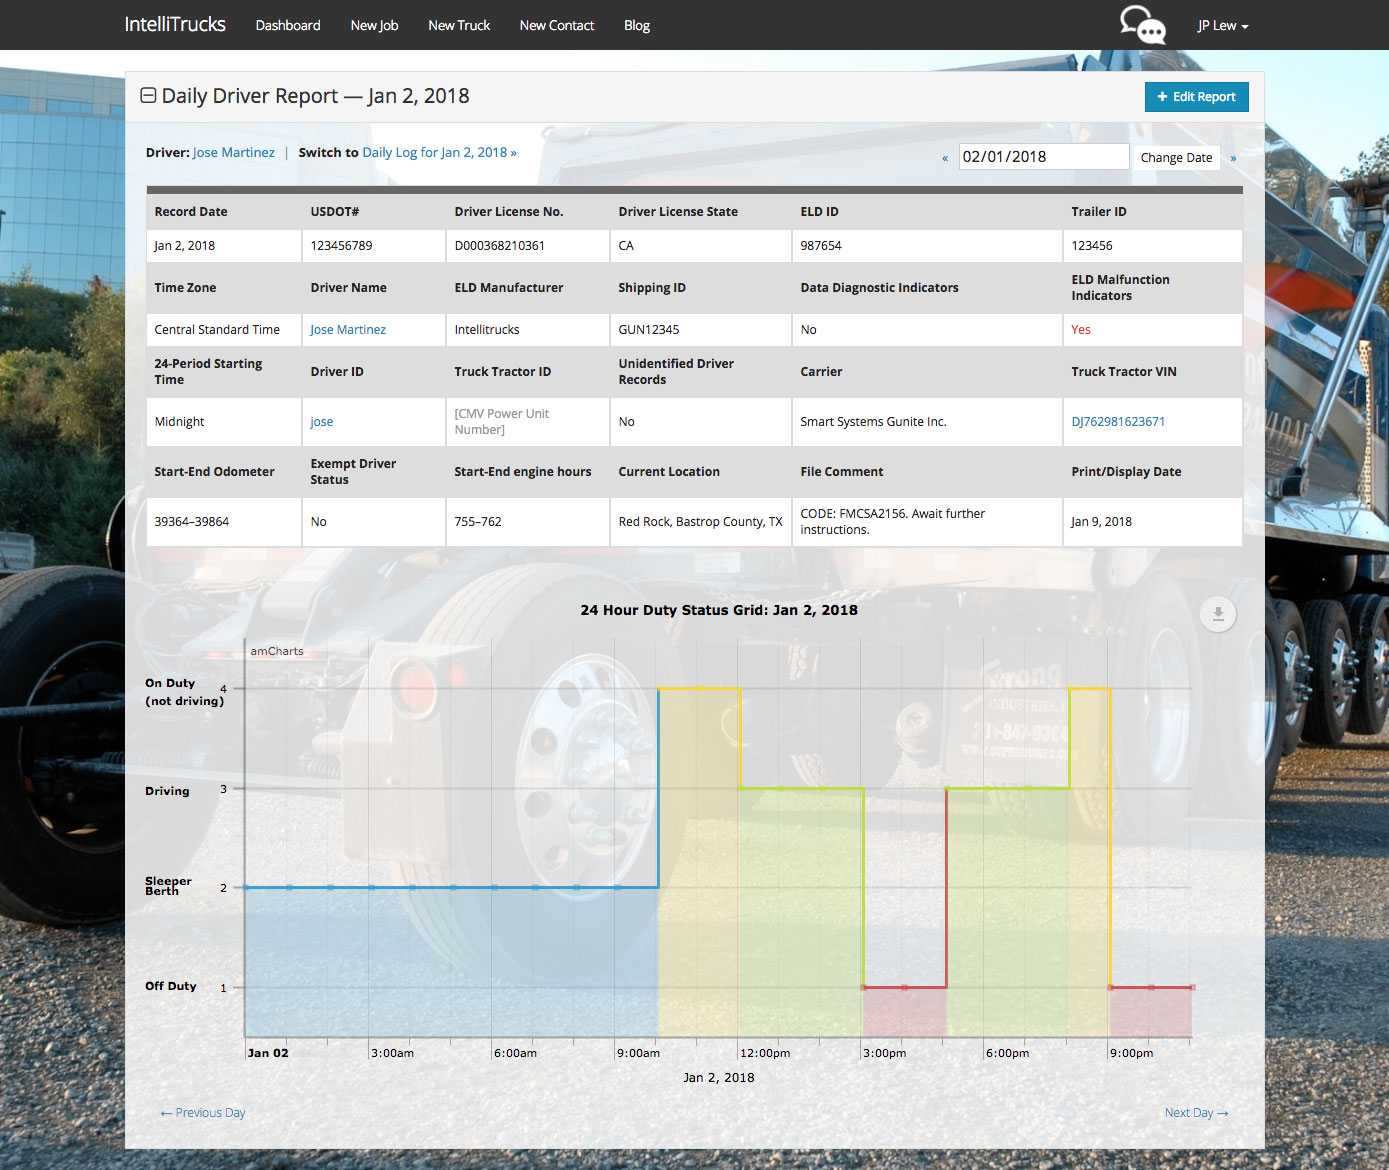 IntelliTrucks Dashboard New Job New Truck New Contact Blog JP Lew
Daily Driver Report — Jan 2, 2018
+ Edit Report
Driver: Jose Martinez | Switch to Daily Log for Jan 2, 2018 »
« 02/01/2018 Change Date »
Record Date USDOT# Driver License No. Driver License State ELD ID Trailer ID
Jan 2, 2018 123456789 D000368210361 CA 987654 123456
Time Zone Driver Name ELD Manufacturer Shipping ID Data Diagnostic Indicators ELD Malfunction
Indicators
Central Standard Time Jose Martinez Intellitrucks GUN12345 No Yes
24-Period Starting
Time
Driver ID Truck Tractor ID
Unidentified Driver
Records
Carrier Truck Tractor VIN
Midnight jose
[CMV Power Unit
Number]
No Smart Systems Gunite Inc. DJ762981623671
Start-End Odometer
Exempt Driver
Status
Start-End engine hours Current Location File Comment Print/Display Date
39364–39864 No 755–762 Red Rock, Bastrop County, TX
CODE: FMCSA2156. Await further
instructions.
Jan 9, 2018
24 Hour Duty Status Grid: Jan 2, 2018
amCharts
On Duty
(not driving)
4
Driving 3
Sleeper
Berth
2
Off Duty 1
Jan 02 3:00am 6:00am 9:00am 12:00pm 3:00pm 6:00pm 9:00pm
Jan 2, 2018
← Previous Day Next Day →